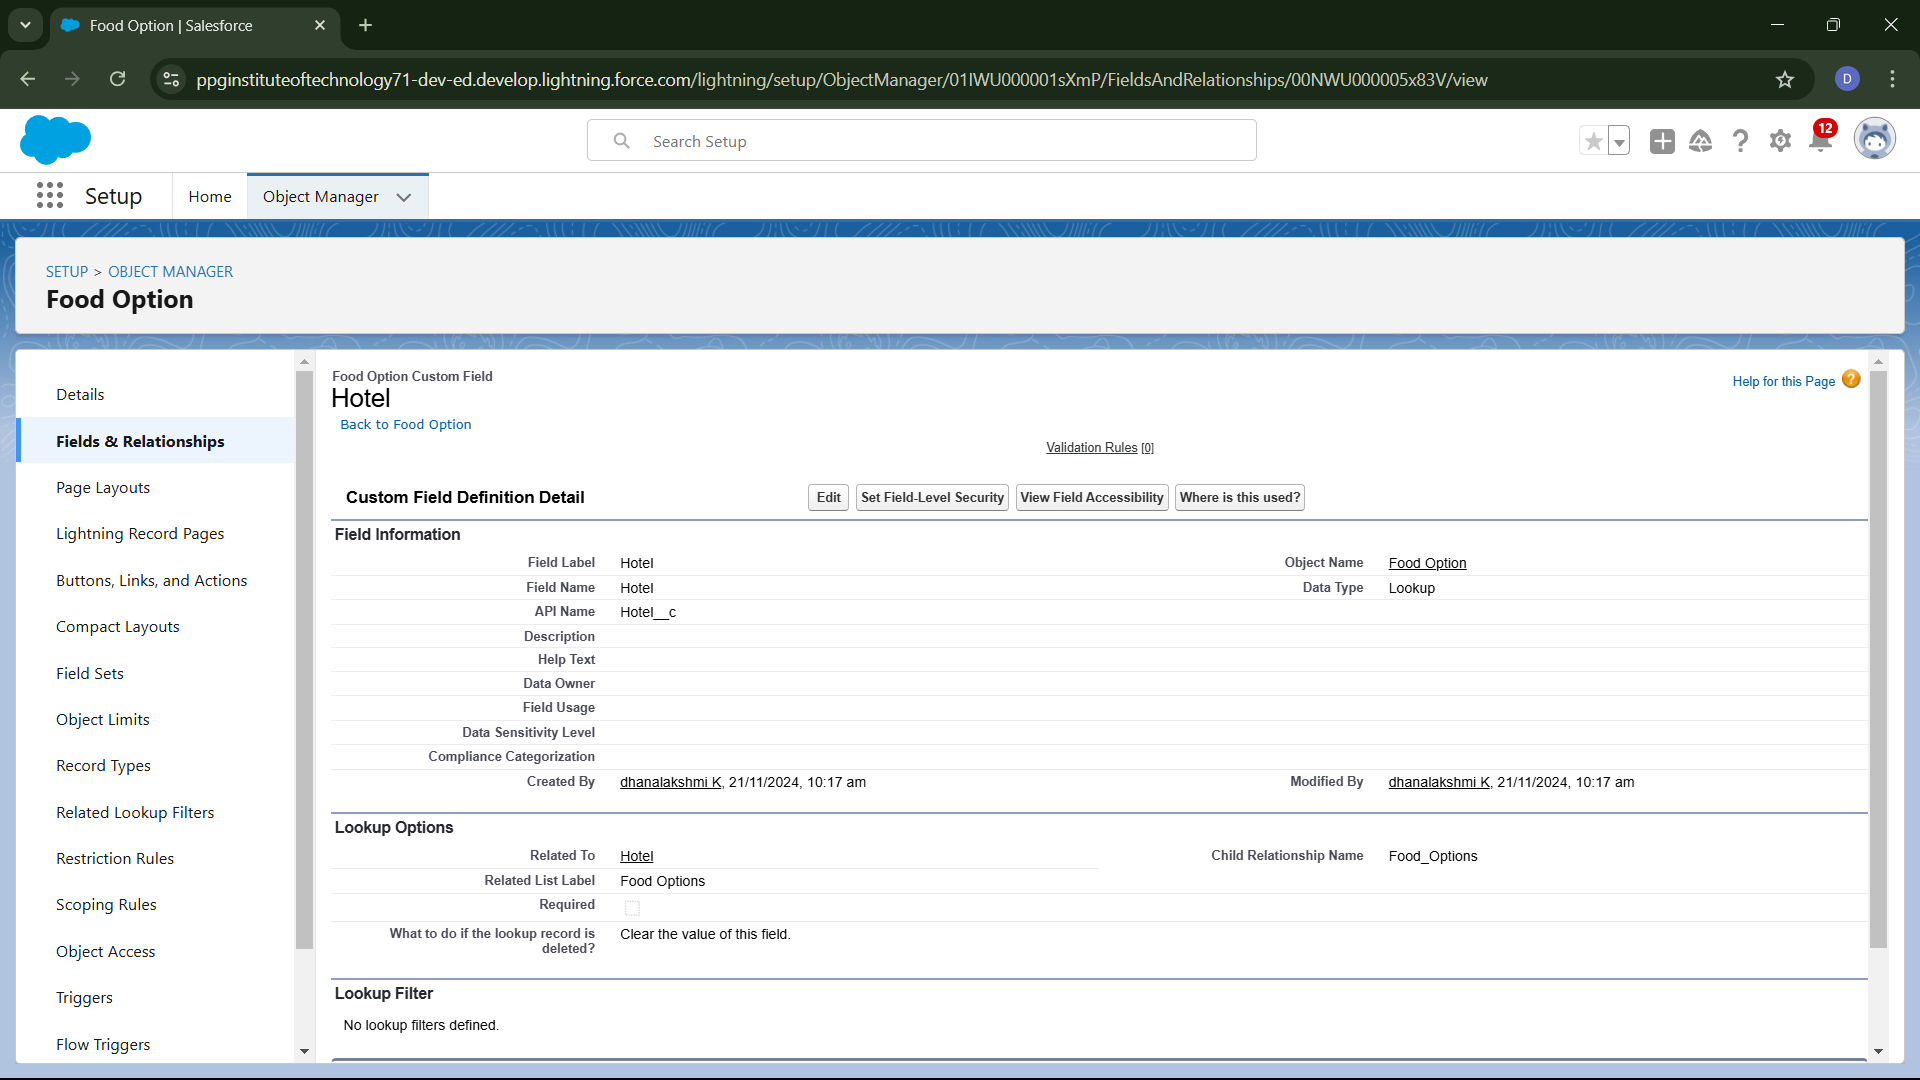 Food Option | Salesforce
ppginstituteoftechnology71-dev-ed.develop.lightning.force.com/lightning/setup/ObjectManager/01IWU000001sXmP/FieldsAndRelationships/00NWU000005x83V/view
D
Search Setup
12
Setup
Home
Object Manager
SETUP > OBJECT MANAGER
Food Option
Details
Fields & Relationships
Page Layouts
Lightning Record Pages
Buttons, Links, and Actions
Compact Layouts
Field Sets
Object Limits
Record Types
Related Lookup Filters
Restriction Rules
Scoping Rules
Object Access
Triggers
Flow Triggers
Food Option Custom Field
Hotel
Back to Food Option
Help for this Page ?
Validation Rules [0]
Custom Field Definition Detail
Edit
Set Field-Level Security
View Field Accessibility
Where is this used?
Field Information
Field Label Hotel
Object Name Food Option
Field Name Hotel
Data Type Lookup
API Name Hotel__c
Description
Help Text
Data Owner
Field Usage
Data Sensitivity Level
Compliance Categorization
Created By dhanalakshmi K, 21/11/2024, 10:17 am
Modified By dhanalakshmi K, 21/11/2024, 10:17 am
Lookup Options
Related To Hotel
Child Relationship Name Food_Options
Related List Label Food Options
Required
What to do if the lookup record is
deleted?
Clear the value of this field.
Lookup Filter
No lookup filters defined.